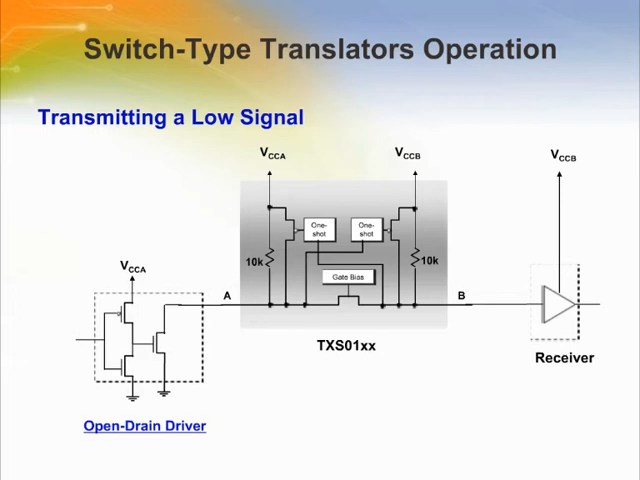 Switch-Type Translators Operation
Transmitting a Low Signal
VCCA
VCCB
VCCB
One-shot
One-shot
10k
10k
Gate Bias
VCCA
A
B
TXS01xx
Receiver
Open-Drain Driver